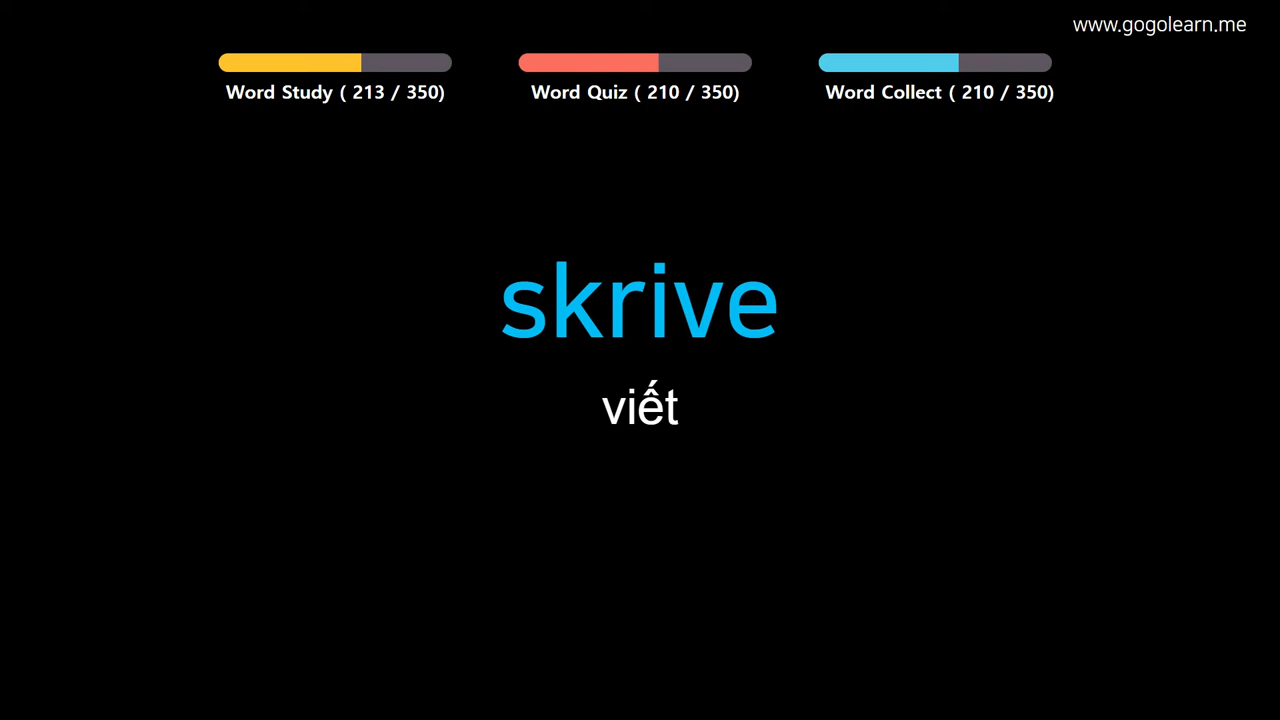 www.gogolearn.me
Word Study ( 213 / 350)
Word Quiz ( 210 / 350)
Word Collect ( 210 / 350)
skrive
viết